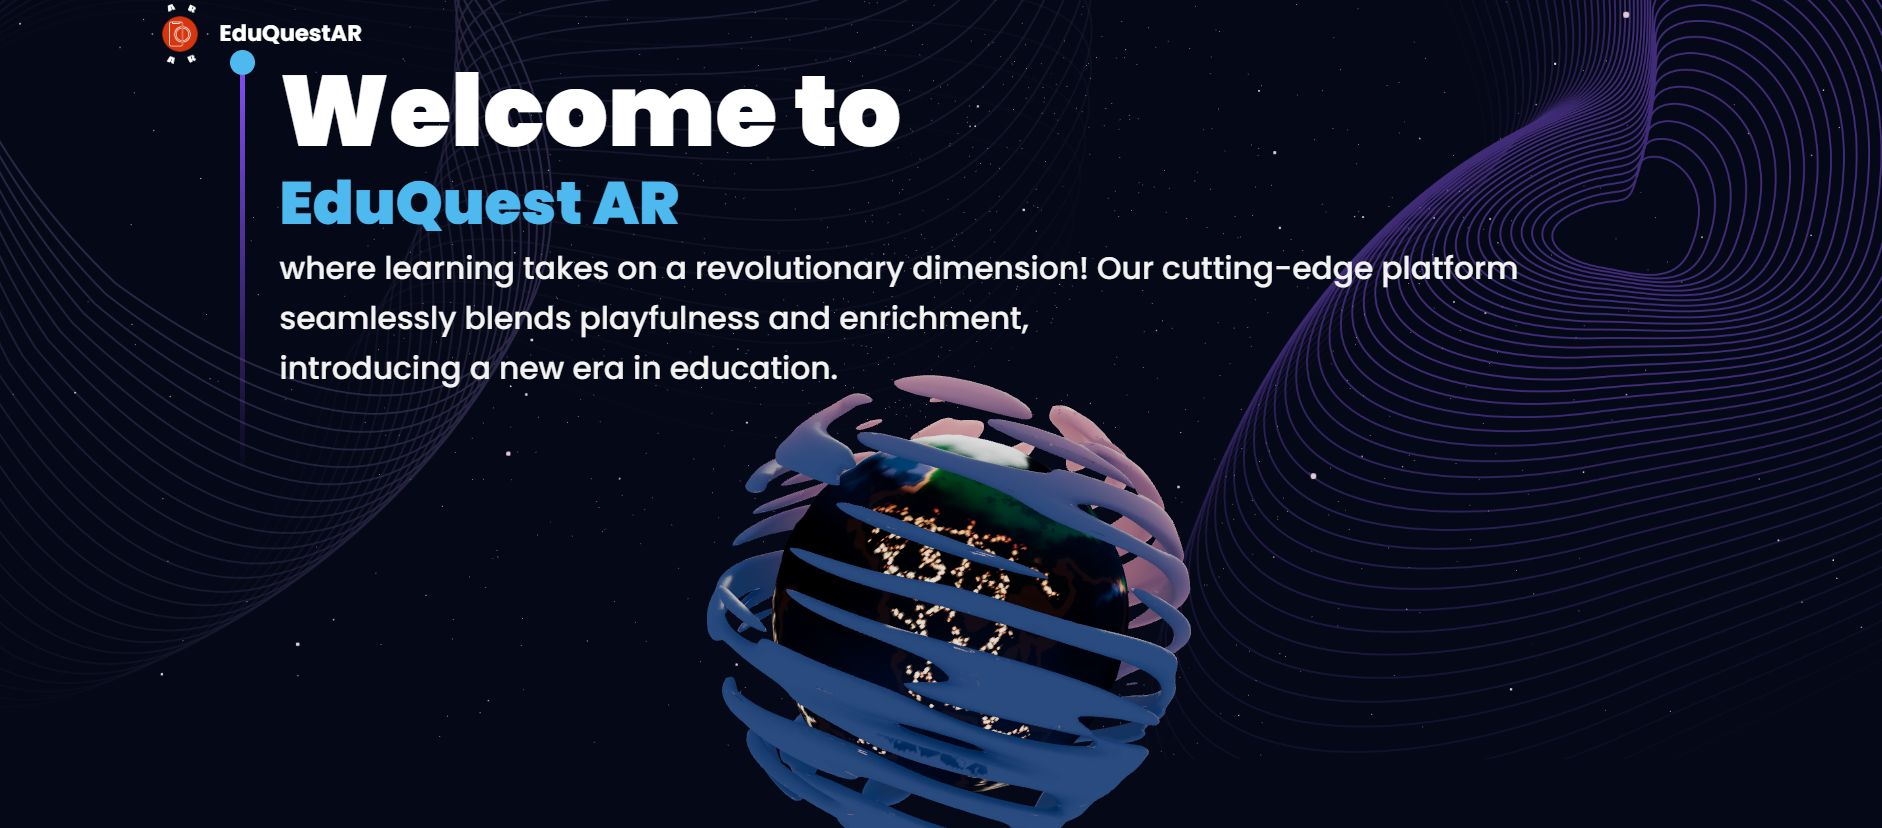 A R
EduQuestAR
A R
Welcome to
EduQuest AR
where learning takes on a revolutionary dimension! Our cutting-edge platform
seamlessly blends playfulness and enrichment,
introducing a new era in education.